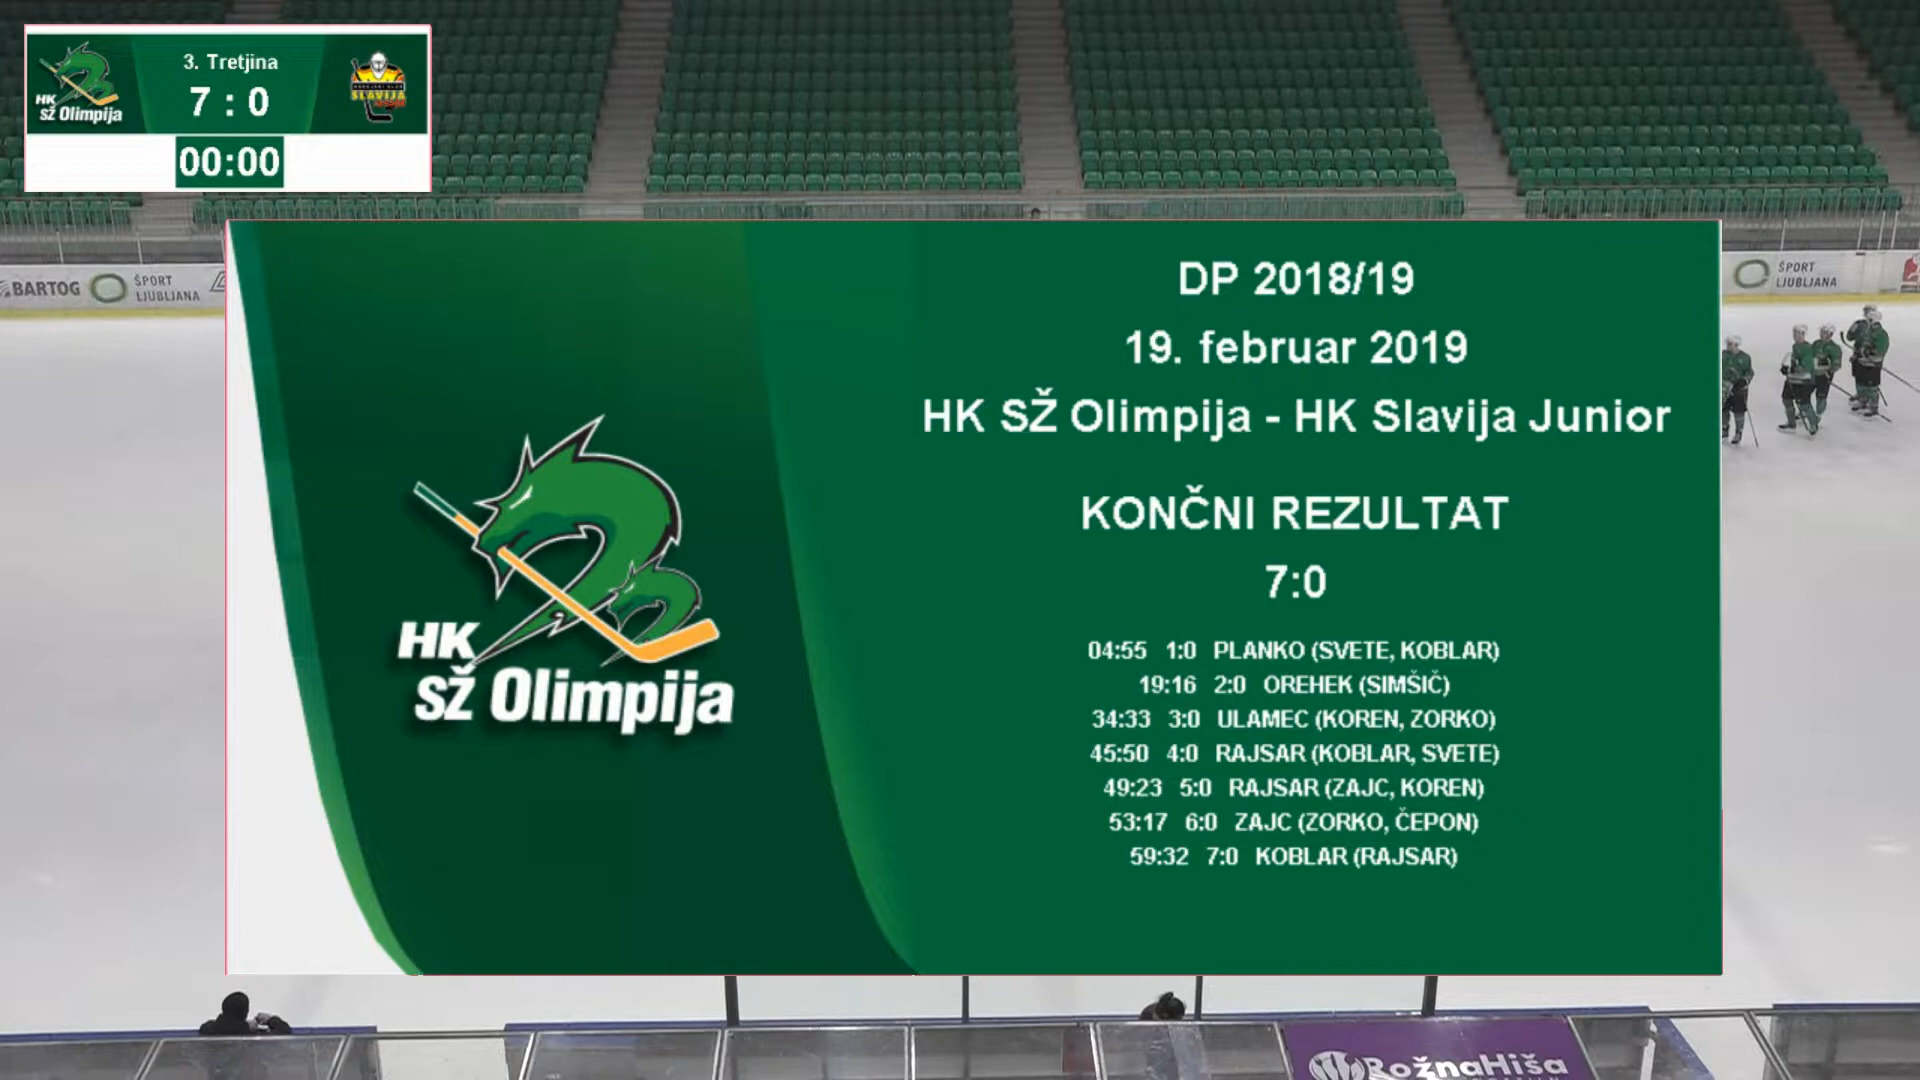 3. Tretjina
7 : 0
00:00
HK
SŽ Olimpija
SLAVIJA
BARTOG
ŠPORT
LJUBLJANA
ŠPORT
LJUBLJANA
DP 2018/19
19. februar 2019
HK SŽ Olimpija - HK Slavija Junior
KONČNI REZULTAT
7:0
04:55 1:0 PLANKO (SVETE, KOBLAR)
19:16 2:0 OREHEK (SIMŠIČ)
34:33 3:0 ULAMEC (KOREN, ZORKO)
45:50 4:0 RAJSAR (KOBLAR, SVETE)
49:23 5:0 RAJSAR (ZAJC, KOREN)
53:17 6:0 ZAJC (ZORKO, ČEPON)
59:32 7:0 KOBLAR (RAJSAR)
HK
SŽ Olimpija
RožnaHiša